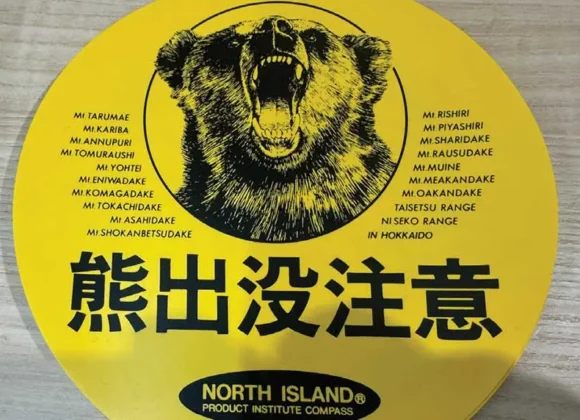 Mt.TARUMAE
Mt.KARIBA
Mt.ANNUPURI
Mt.TOMURAUSHI
Mt.YOHTEI
Mt.ENIWADAKE
Mt.KOMAGADAKE
Mt.TOKACHIDAKE
Mt.ASAHIDAKE
Mt.SHOKANBETSUDAKE
Mt.RISHIRI
Mt.PIYASHIRI
Mt.SHARIDAKE
Mt.RAUSUDAKE
Mt.MUINE
Mt.MEAKANDAKE
Mt.OAKANDAKE
TAISETSU RANGE
NISEKO RANGE
IN HOKKAIDO
熊出没注意
NORTH ISLAND®
PRODUCT INSTITUTE COMPASS